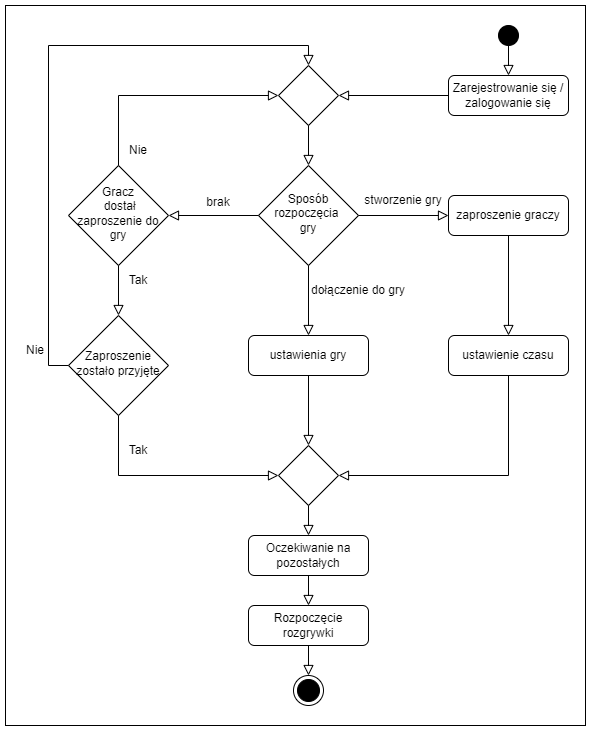 Zarejestrowanie się /
zalogowanie się
Nie
Gracz
dostał
zaproszenie do
gry
brak
Sposób
rozpoczęcia
gry
stworzenie gry
zaproszenie graczy
Tak
dołączenie do gry
Nie
Zaproszenie
zostało przyjęte
ustawienia gry
ustawienie czasu
Tak
Oczekiwanie na
pozostałych
Rozpoczęcie
rozgrywki